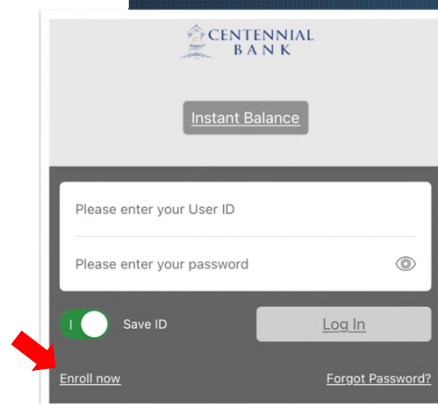 CENTENNIAL
BANK
Instant Balance
Please enter your User ID
Please enter your password
Save ID
Log In
Enroll now
Forgot Password?